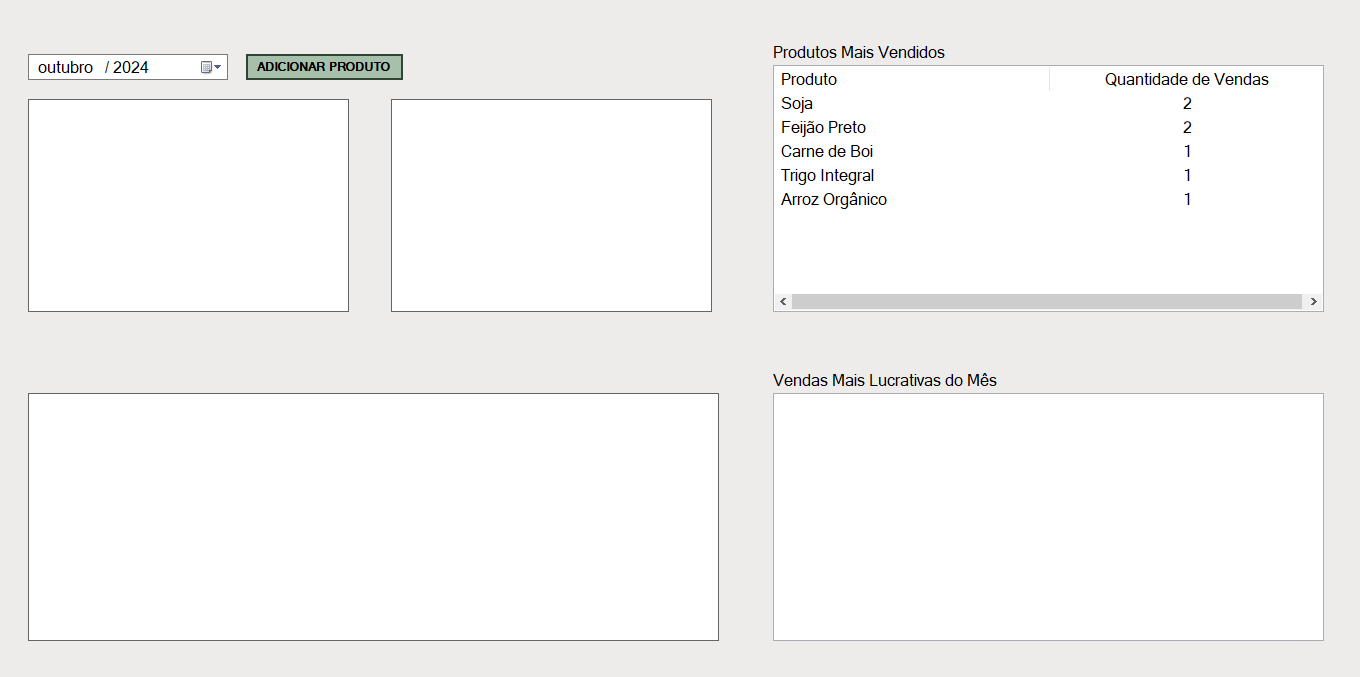 outubro / 2024
ADICIONAR PRODUTO
Produtos Mais Vendidos
Produto Quantidade de Vendas
Soja 2
Feijão Preto 2
Carne de Boi 1
Trigo Integral 1
Arroz Orgânico 1
Vendas Mais Lucrativas do Mês